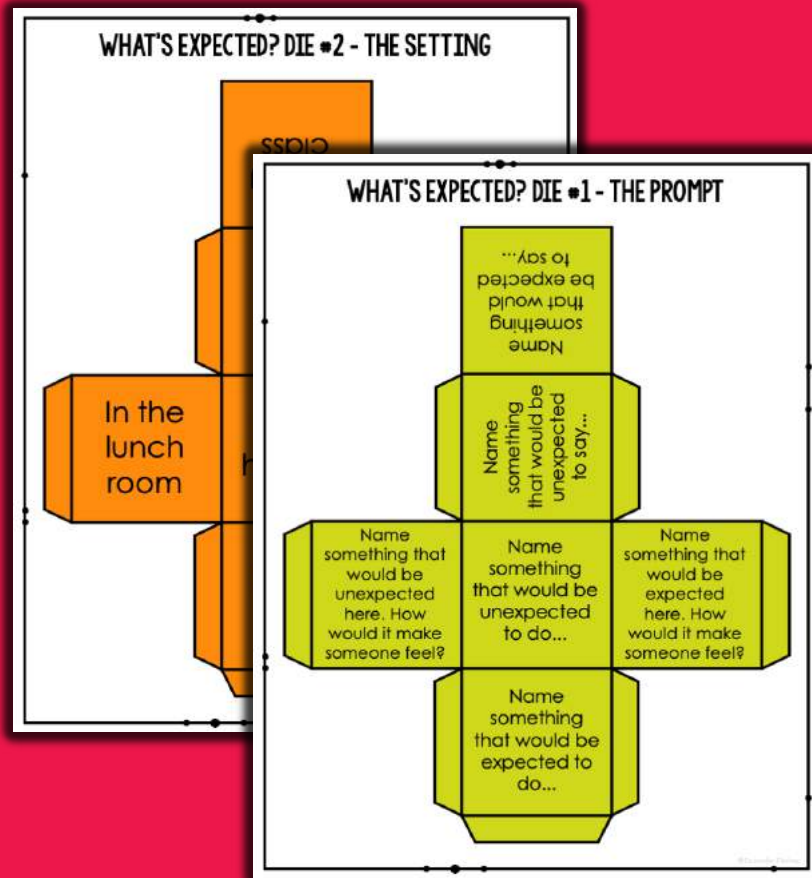 WHAT'S EXPECTED? DIE #2 - THE SETTING
class
In the
lunch
room
h
WHAT'S EXPECTED? DIE #1 - THE PROMPT
Name
something
that would
be expected
to say...
Name
something
that would be
unexpected
to say...
Name
something that
would be
unexpected
here. How
would it make
someone feel?
Name
something
that would be
unexpected
to do...
Name
something that
would be
expected
here. How
would it make
someone feel?
Name
something
that would be
expected to
do...